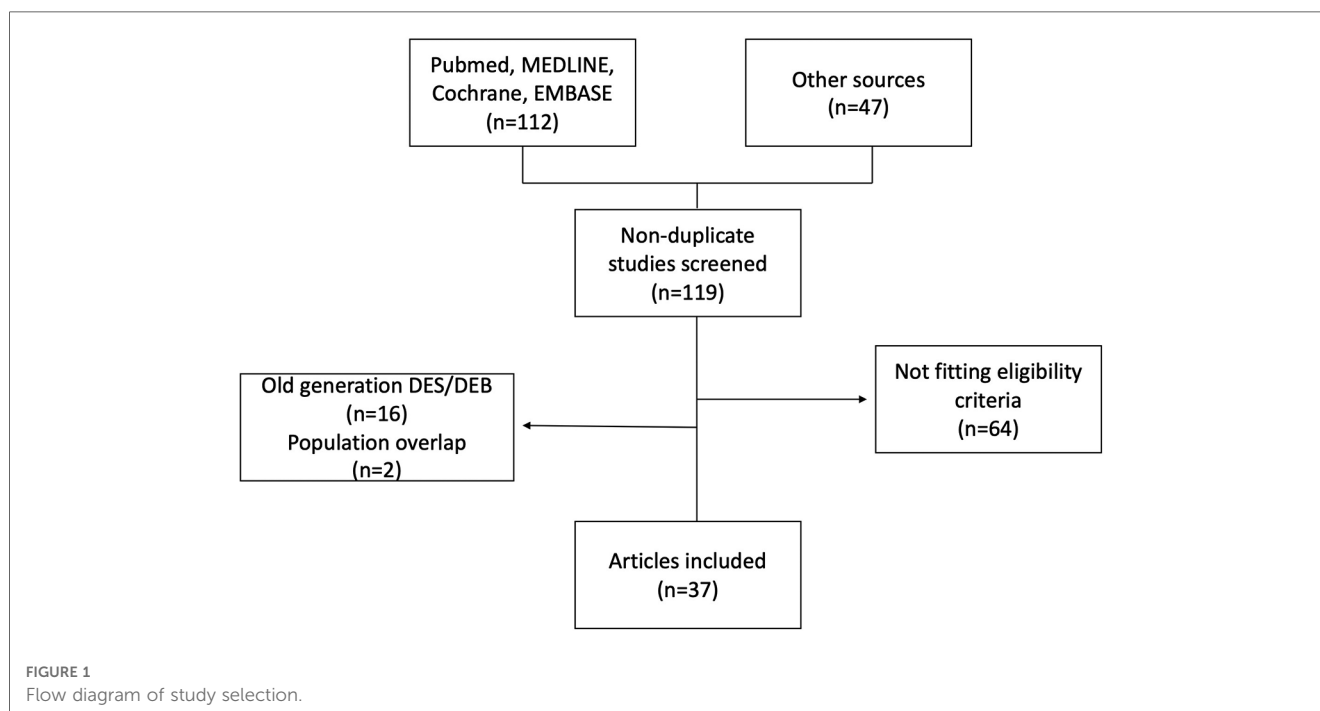 Pubmed, MEDLINE,
Cochrane, EMBASE
(n=112)
Other sources
(n=47)
Non-duplicate
studies screened
(n=119)
Old generation DES/DEB
(n=16)
Population overlap
(n=2)
Not fitting eligibility
criteria
(n=64)
Articles included
(n=37)
FIGURE 1
Flow diagram of study selection.